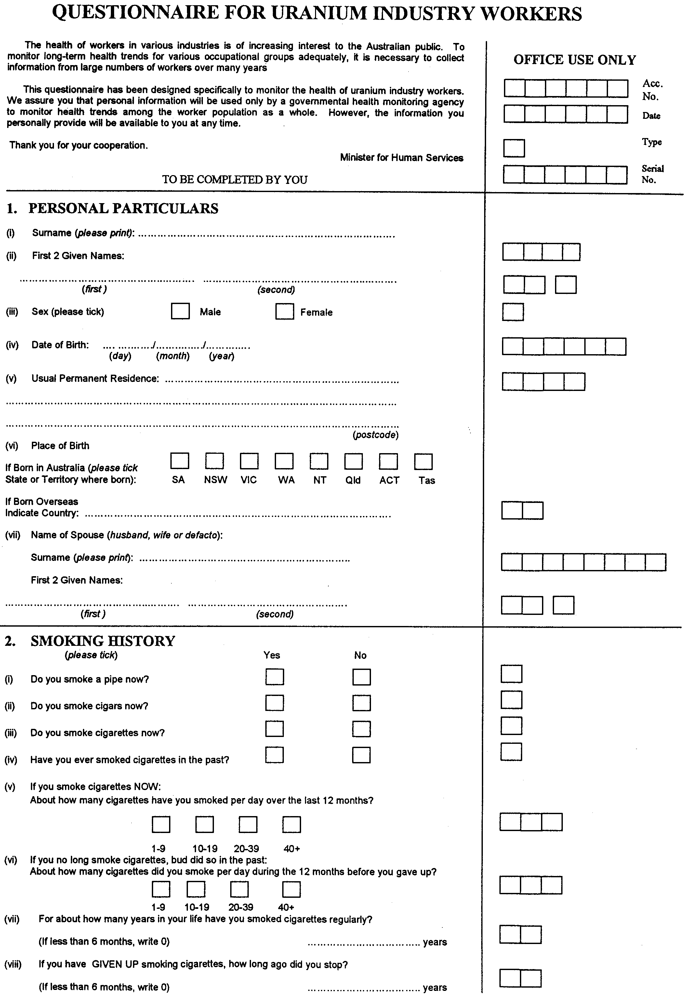 QUESTIONNAIRE FOR URANIUM INDUSTRY WORKERS
The health of workers in various industries is of increasing interest to the Australian public. To
monitor long-term health trends for various occupational groups adequately, it is necessary to collect
information from large numbers of workers over many years
This questionnaire has been designed specifically to monitor the health of uranium industry workers.
We assure you that personal information will be used only by a governmental health monitoring agency
to monitor health trends among the worker population as a whole. However, the information you
personally provide will be available to you at any time.
Thank you for your cooperation.
Minister for Human Services
TO BE COMPLETED BY YOU
OFFICE USE ONLY
Acc.
No.
Date
Type
Serial
No.
1. PERSONAL PARTICULARS
(i) Surname (please print): ..........
(ii) First 2 Given Names:
.......... ..........
(first) (second)
(iii) Sex (please tick) Male Female
(iv) Date of Birth: ........../........../..........
(day) (month) (year)
(v) Usual Permanent Residence: ..........
..........
..........
(postcode)
(vi) Place of Birth
If Born in Australia (please tick
State or Territory where born): SA NSW VIC WA NT Qld ACT Tas
If Born Overseas
Indicate Country: ..........
(vii) Name of Spouse (husband, wife or defacto):
Surname (please print): ..........
First 2 Given Names:
.......... ..........
(first) (second)
2. SMOKING HISTORY
(please tick) Yes No
(i) Do you smoke a pipe now?
(ii) Do you smoke cigars now?
(iii) Do you smoke cigarettes now?
(iv) Have you ever smoked cigarettes in the past?
(v) If you smoke cigarettes NOW:
About how many cigarettes have you smoked per day over the last 12 months?
1-9 10-19 20-39 40+
(vi) If you no long smoke cigarettes, bud did so in the past:
About how many cigarettes did you smoke per day during the 12 months before you gave up?
1-9 10-19 20-39 40+
(vii) For about how many years in your life have you smoked cigarettes regularly?
(If less than 6 months, write 0) .......... years
(viii) If you have GIVEN UP smoking cigarettes, how long ago did you stop?
(If less than 6 months, write 0) .......... years